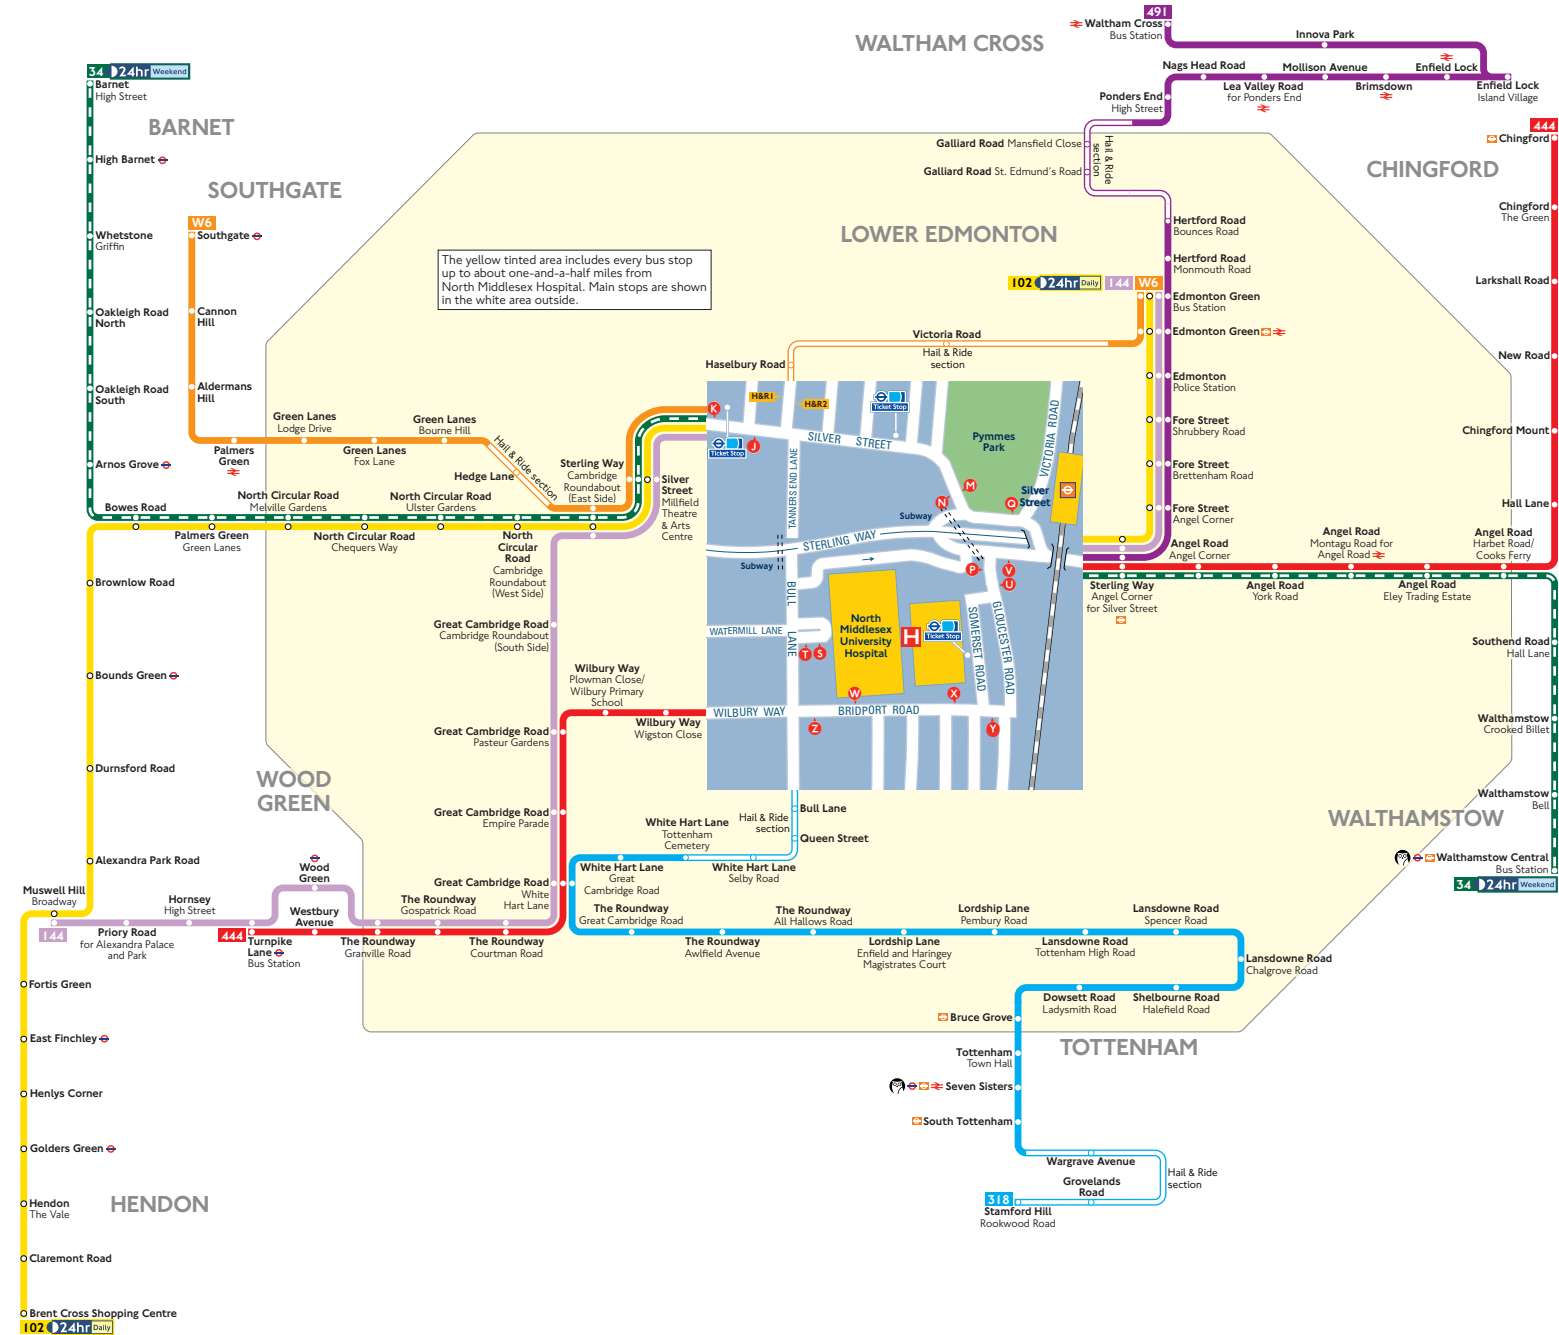 491
Waltham Cross
Bus Station
WALTHAM CROSS
Innova Park
Nags Head Road
Mollison Avenue
Enfield Lock
Lea Valley Road
for Ponders End
Brimsdown
Enfield Lock
Island Village
Ponders End
High Street
34 24hr Weekend
Barnet
High Street
BARNET
444
Chingford
CHINGFORD
Galliard Road Mansfield Close
Galliard Road St. Edmund's Road
Hail & Ride
section
High Barnet
SOUTHGATE
W6
Southgate
Whetstone
Griffin
Chingford
The Green
Hertford Road
Bounces Road
LOWER EDMONTON
Hertford Road
Monmouth Road
The yellow tinted area includes every bus stop
up to about one-and-a-half miles from
North Middlesex Hospital. Main stops are shown
in the white area outside.
102 24hr Daily
144
W6
Edmonton Green
Bus Station
Larkshall Road
Oakleigh Road
North
Cannon
Hill
Victoria Road
Hail & Ride
section
Edmonton Green
Haselbury Road
New Road
Oakleigh Road
South
Aldermans
Hill
Edmonton
Police Station
Green Lanes
Lodge Drive
Green Lanes
Bourne Hill
Fore Street
Shrubbery Road
Chingford Mount
Palmers
Green
Green Lanes
Fox Lane
Hail & Ride section
Hedge Lane
Arnos Grove
Fore Street
Brettenham Road
Sterling Way
Cambridge
Roundabout
(East Side)
Silver
Street
Millfield
Theatre
& Arts
Centre
Bowes Road
North Circular Road
Melville Gardens
North Circular Road
Ulster Gardens
Fore Street
Angel Corner
Hall Lane
Palmers Green
Green Lanes
North Circular Road
Chequers Way
North
Circular
Road
Cambridge
Roundabout
(West Side)
Angel Road
Angel Corner
Angel Road
Montagu Road for
Angel Road
Angel Road
Harbet Road/
Cooks Ferry
Sterling Way
Angel Corner
for Silver Street
Angel Road
York Road
Angel Road
Eley Trading Estate
H&R1
H&R2
Ticket Stop
K
J
Ticket Stop
SILVER STREET
Pymmes
Park
VICTORIA ROAD
TANNERS END LANE
M
N
Q
Silver
Street
Subway
STERLING WAY
Subway
P
V
U
BULL LANE
North
Middlesex
University
Hospital
H
Ticket Stop
WATERMILL LANE
T
S
SOMERSET ROAD
GLOUCESTER ROAD
W
X
WILBURY WAY
BRIDPORT ROAD
Z
Y
Brownlow Road
Great Cambridge Road
Cambridge Roundabout
(South Side)
Southend Road
Hall Lane
Bounds Green
Wilbury Way
Plowman Close/
Wilbury Primary
School
Wilbury Way
Wigston Close
Great Cambridge Road
Pasteur Gardens
Walthamstow
Crooked Billet
Durnsford Road
WOOD
GREEN
Great Cambridge Road
Empire Parade
Walthamstow
Bell
WALTHAMSTOW
Bull Lane
Hail & Ride
section
Queen Street
White Hart Lane
Tottenham
Cemetery
White Hart Lane
Great
Cambridge Road
White Hart Lane
Selby Road
Walthamstow Central
Bus Station
34 24hr Weekend
Alexandra Park Road
Wood
Green
Great Cambridge Road
White
Hart Lane
Muswell Hill
Broadway
144
Hornsey
High Street
Priory Road
for Alexandra Palace
and Park
Westbury
Avenue
444
Turnpike
Lane
Bus Station
The Roundway
Gospatrick Road
The Roundway
Granville Road
The Roundway
Courtman Road
The Roundway
Great Cambridge Road
The Roundway
Awlfield Avenue
The Roundway
All Hallows Road
Lordship Lane
Enfield and Haringey
Magistrates Court
Lordship Lane
Pembury Road
Lansdowne Road
Tottenham High Road
Lansdowne Road
Spencer Road
Lansdowne Road
Chalgrove Road
Dowsett Road
Ladysmith Road
Shelbourne Road
Halefield Road
Fortis Green
Bruce Grove
TOTTENHAM
East Finchley
Tottenham
Town Hall
Seven Sisters
Henlys Corner
South Tottenham
Golders Green
Wargrave Avenue
Hail & Ride
section
Grovelands
Road
318
Stamford Hill
Rookwood Road
Hendon
The Vale
HENDON
Claremont Road
Brent Cross Shopping Centre
102 24hr Daily